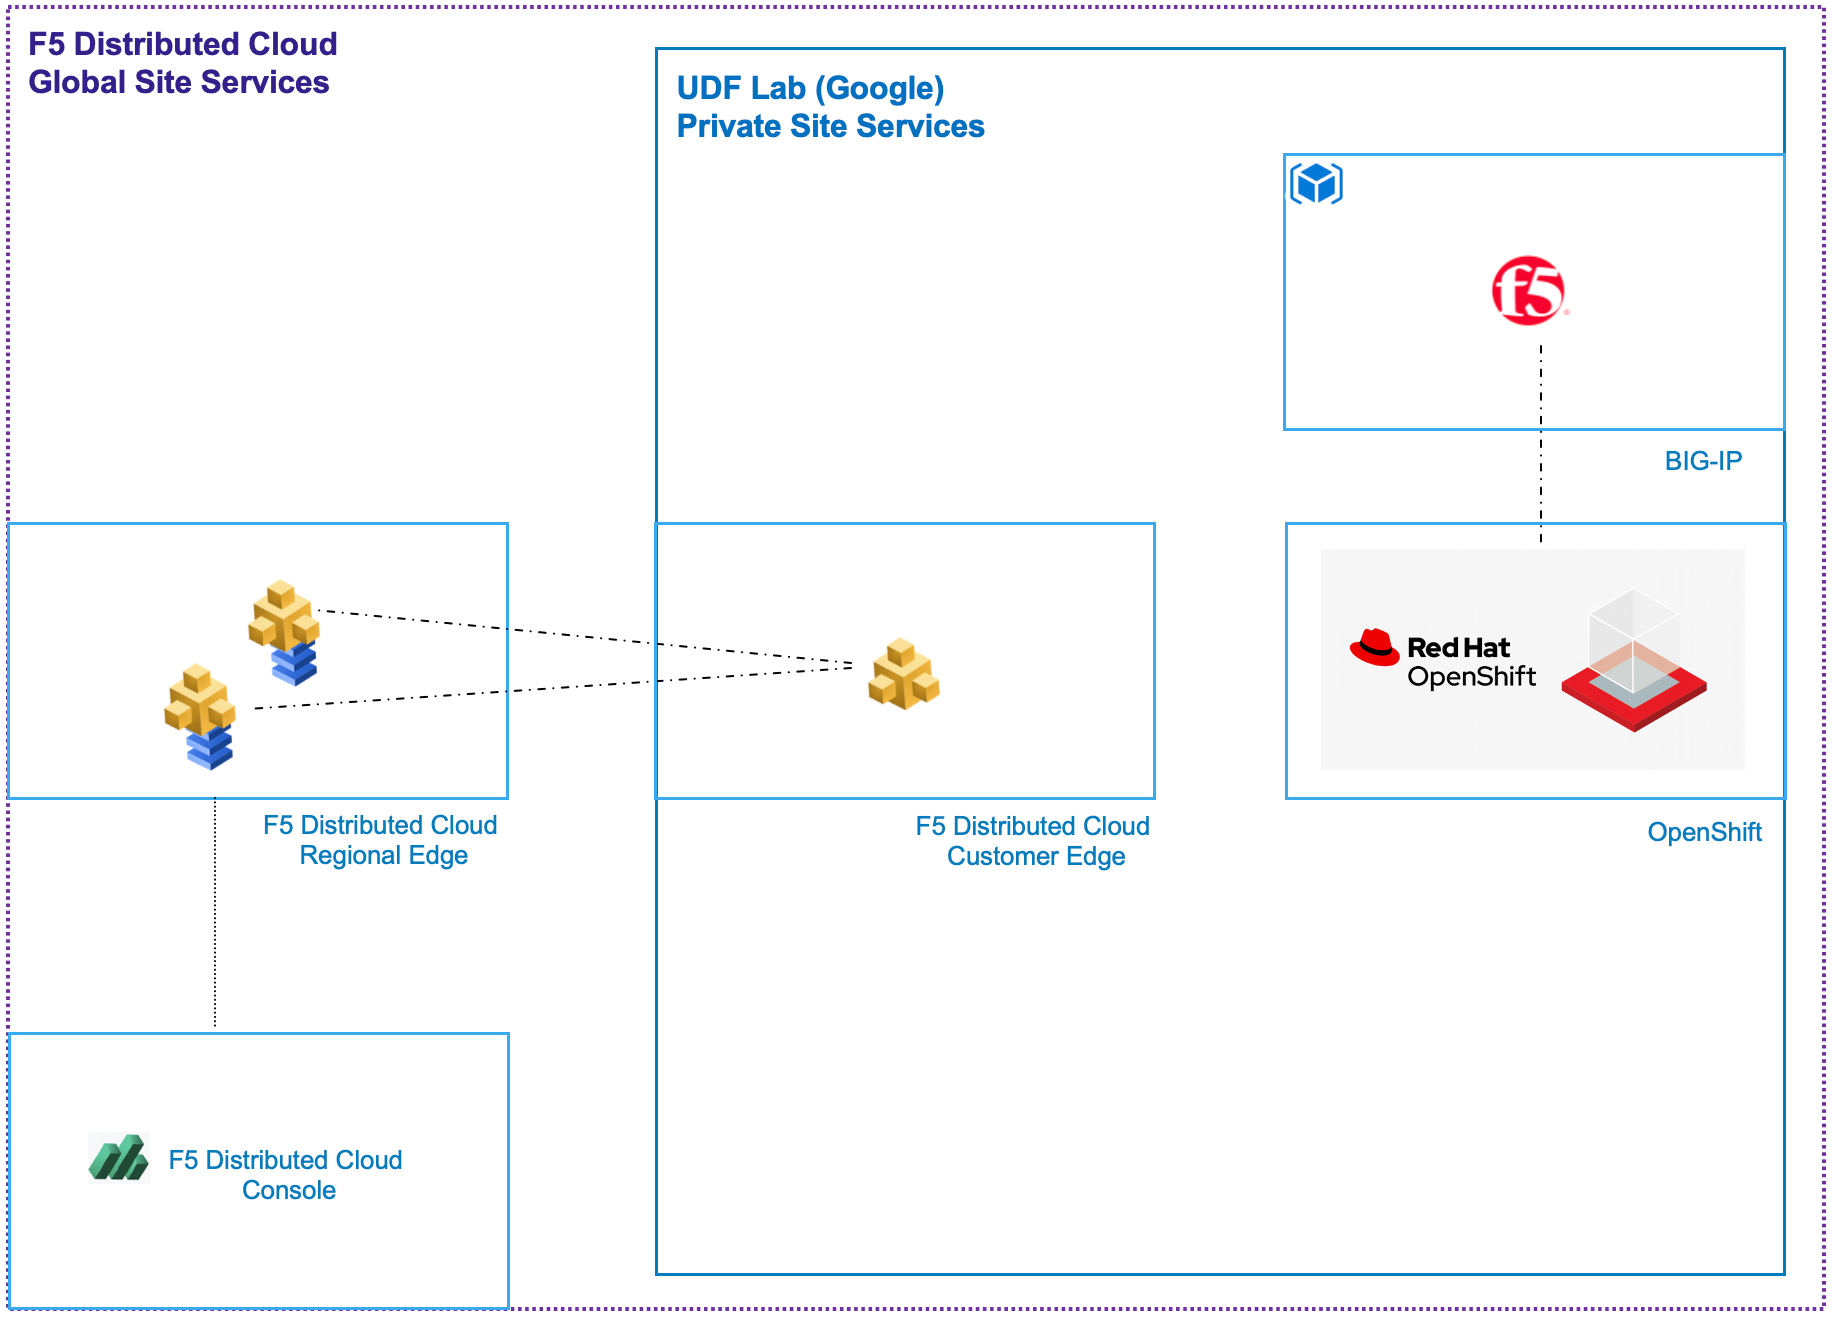 F5 Distributed Cloud
Global Site Services
UDF Lab (Google)
Private Site Services
f5
BIG-IP
Red Hat
OpenShift
F5 Distributed Cloud
Regional Edge
F5 Distributed Cloud
Customer Edge
OpenShift
F5 Distributed Cloud
Console